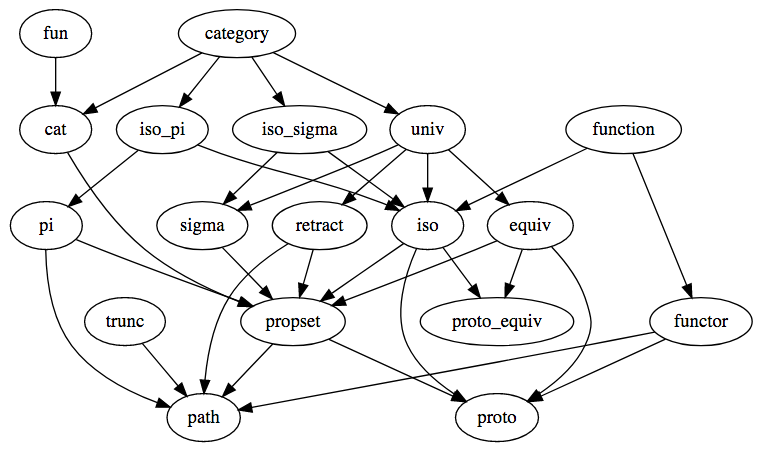 fun
category
cat
iso_pi
iso_sigma
univ
function
pi
sigma
retract
iso
equiv
trunc
propset
proto_equiv
functor
path
proto